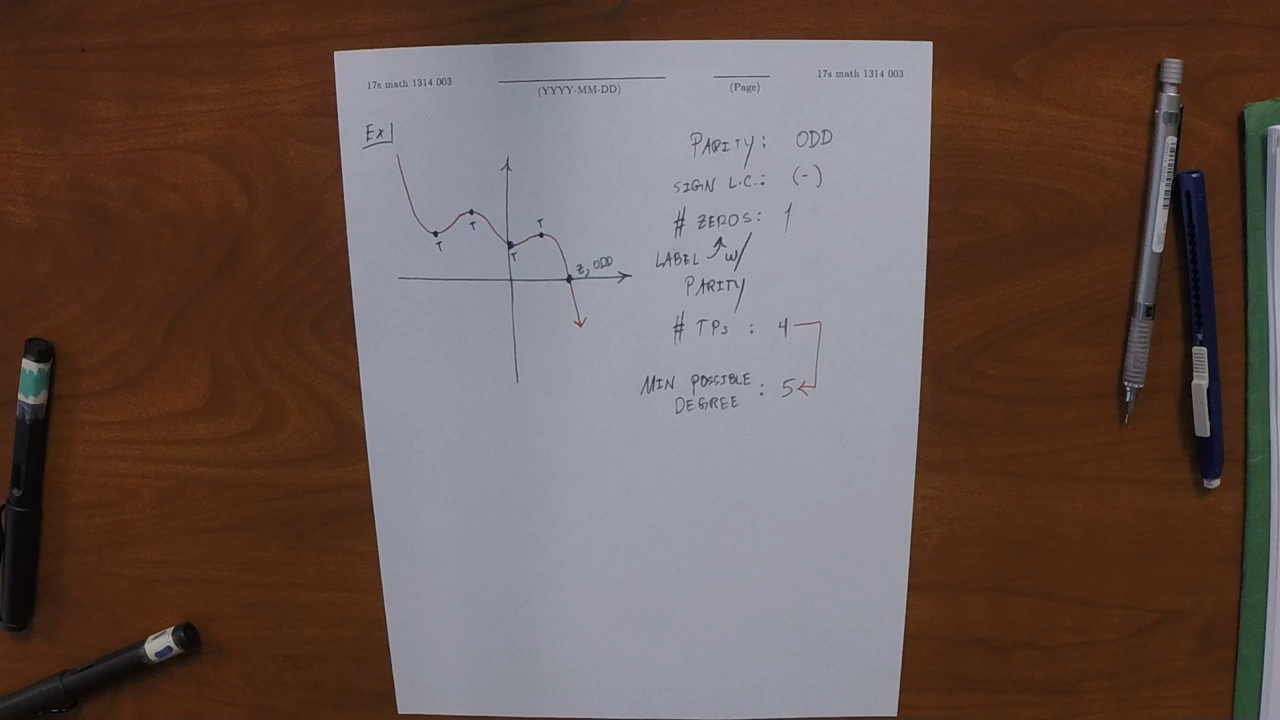 17s math 1314 003
(YYYY-MM-DD)
(Page)
17s math 1314 003
Ex 1
T
T
T
T
Z, ODD
PARITY: ODD
SIGN L.C.: (-)
# ZEROS: 1
LABEL w/
PARITY
# TPs : 4
MIN POSSIBLE
DEGREE : 5